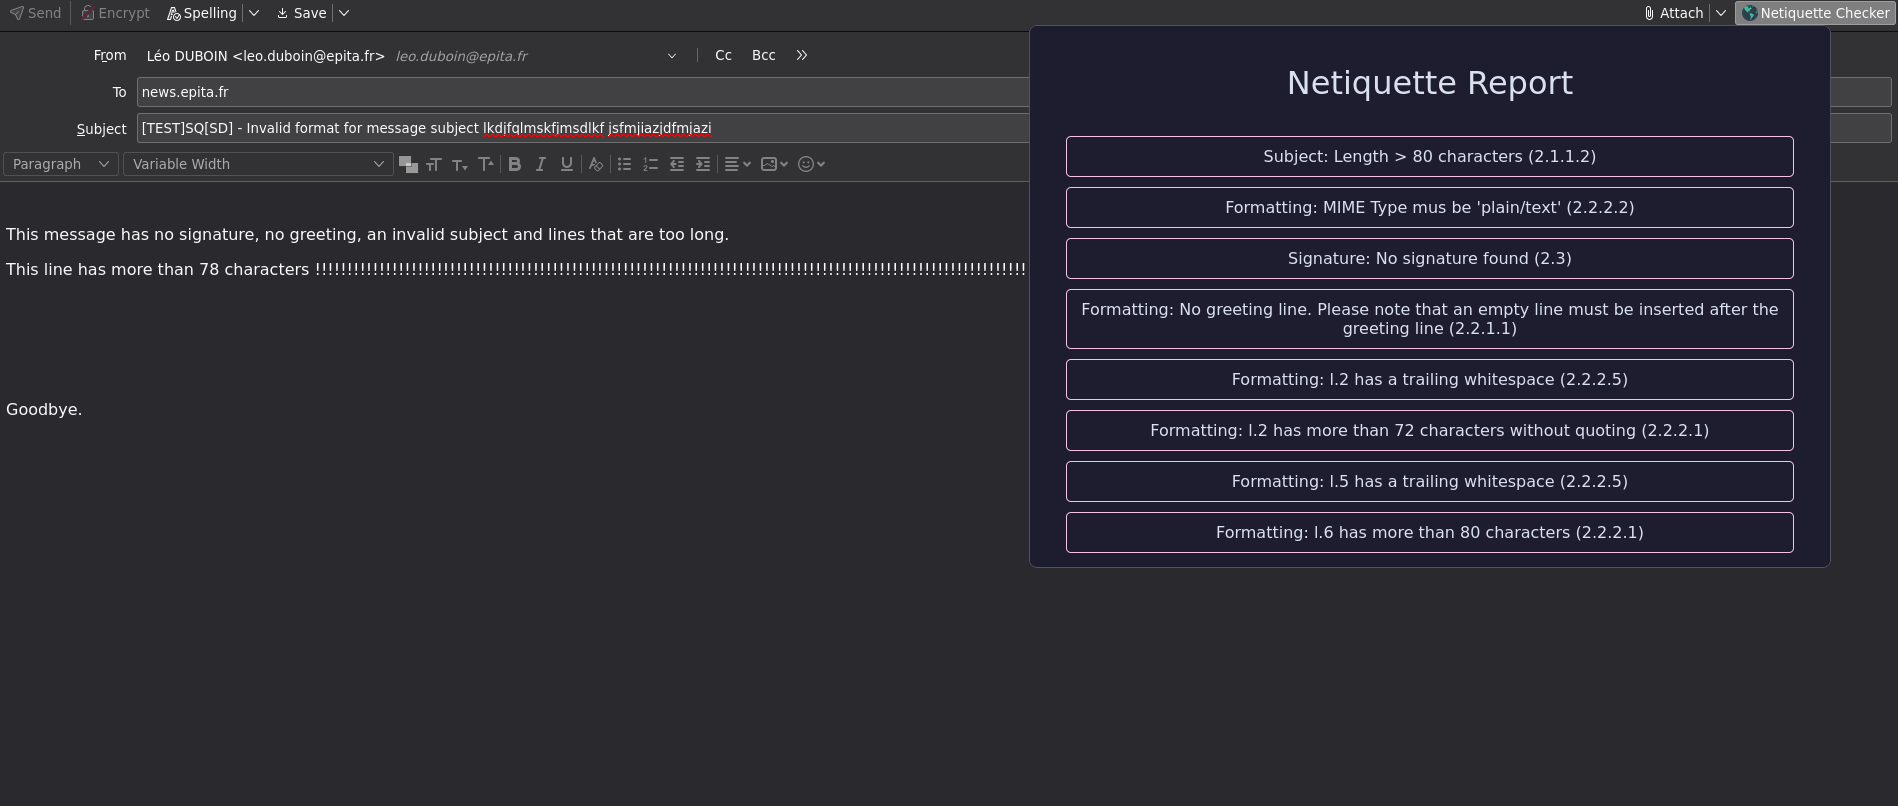 Send Encrypt Spelling Save Attach Netiquette Checker
From Léo DUBOIN <leo.duboin@epita.fr> leo.duboin@epita.fr Cc Bcc
To news.epita.fr
Subject [TEST]SQ[SD] - Invalid format for message subject lkdjfqlmskfjmsdlkf jsfmjiazjdfmjazi
Paragraph Variable Width
This message has no signature, no greeting, an invalid subject and lines that are too long.
This line has more than 78 characters !!!!!!!!!!!!!!!!!!!!!!!!!!!!!!!!!!!!!!!!!!!!!!!!!!!!!!!!!!!!!!!!!!!!!!!!!!!!!!!!!!!!!!!!!!!!!!!!!!!!!!!!!!!!!!!
Goodbye.
Netiquette Report
Subject: Length > 80 characters (2.1.1.2)
Formatting: MIME Type mus be 'plain/text' (2.2.2.2)
Signature: No signature found (2.3)
Formatting: No greeting line. Please note that an empty line must be inserted after the
greeting line (2.2.1.1)
Formatting: l.2 has a trailing whitespace (2.2.2.5)
Formatting: l.2 has more than 72 characters without quoting (2.2.2.1)
Formatting: l.5 has a trailing whitespace (2.2.2.5)
Formatting: l.6 has more than 80 characters (2.2.2.1)